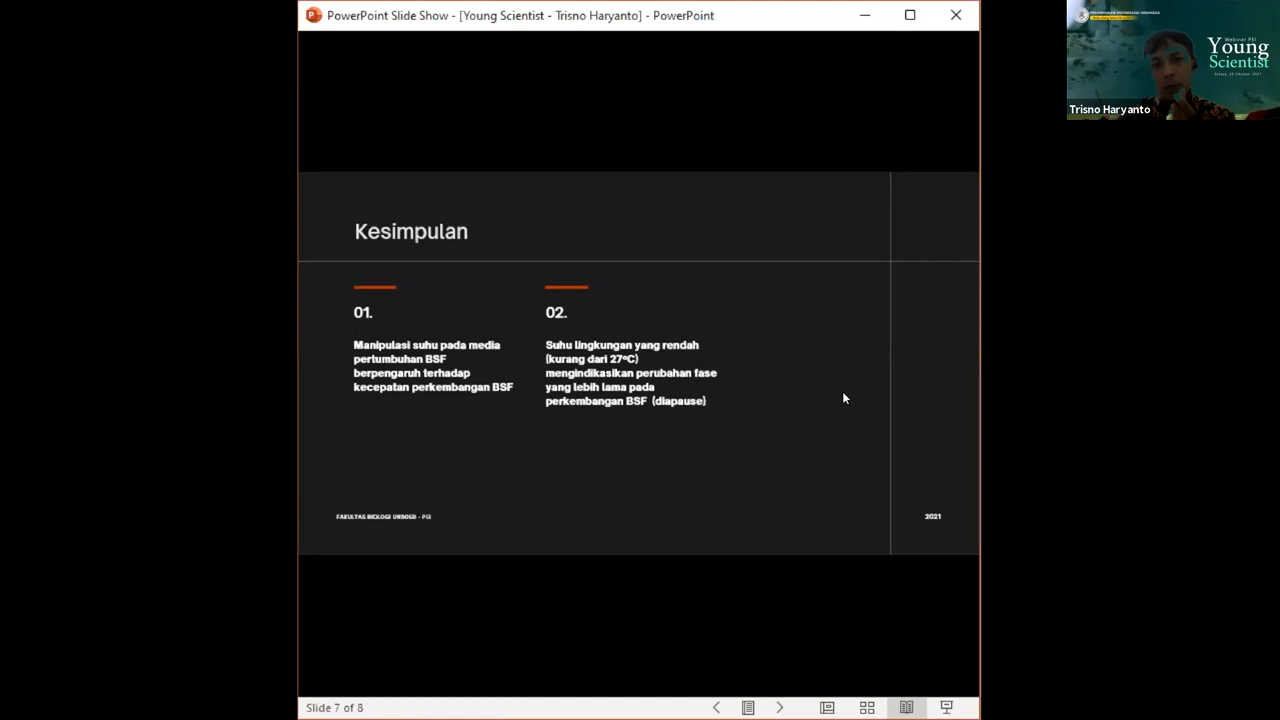 PowerPoint Slide Show - [Young Scientist - Trisno Haryanto] - PowerPoint
Webinar PEI
Young
Scientist
Trisno Haryanto
Kesimpulan
01.
Manipulasi suhu pada media
pertumbuhan BSF
berpengaruh terhadap
kecepatan perkembangan BSF
02.
Suhu lingkungan yang rendah
(kurang dari 27ºC)
mengindikasikan perubahan fase
yang lebih lama pada
perkembangan BSF (diapause)
FAKULTAS BIOLOGI UNSOED - PEI
2021
Slide 7 of 8